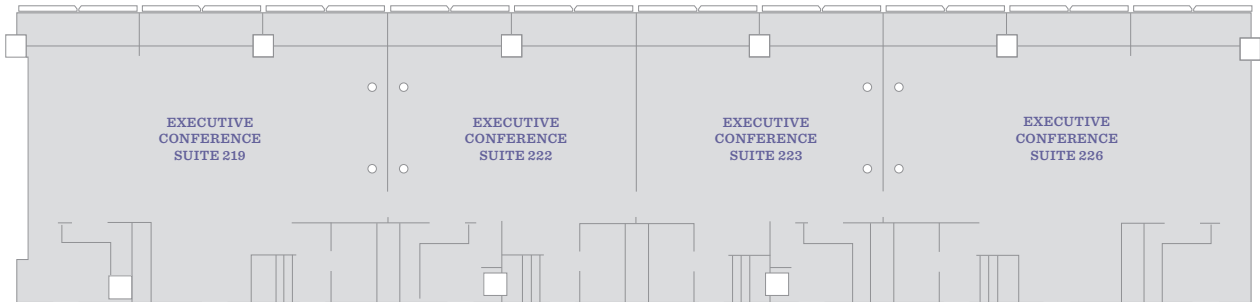 EXECUTIVE
CONFERENCE
SUITE 219
EXECUTIVE
CONFERENCE
SUITE 222
EXECUTIVE
CONFERENCE
SUITE 223
EXECUTIVE
CONFERENCE
SUITE 226